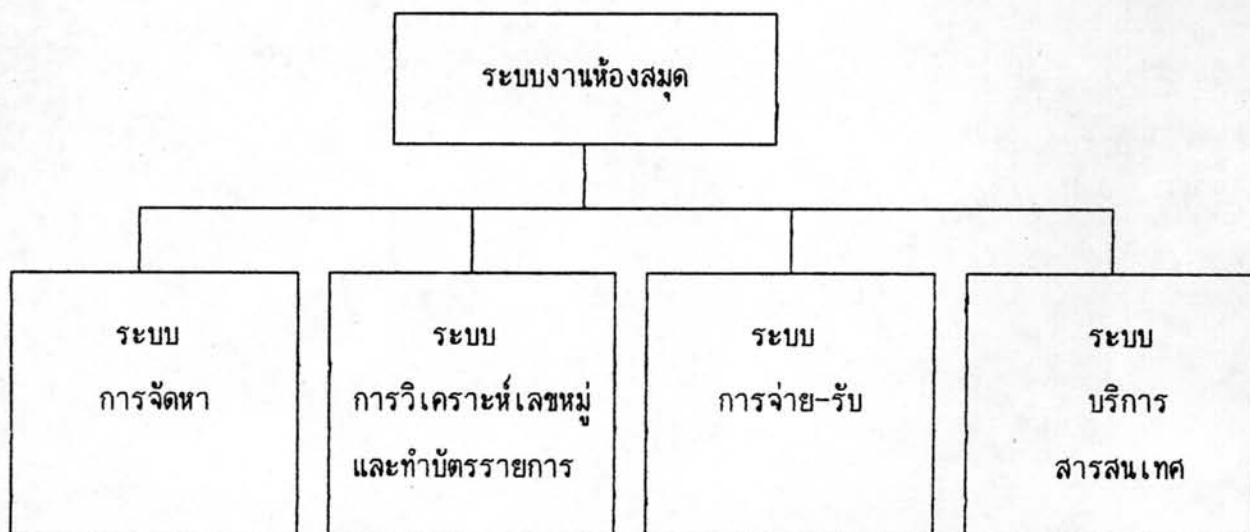 ระบบงานห้องสมุด
ระบบ
การจัดหา
ระบบ
การวิเคราะห์เลขหมู่
และทำบัตรรายการ
ระบบ
การจ่าย-รับ
ระบบ
บริการ
สารสนเทศ